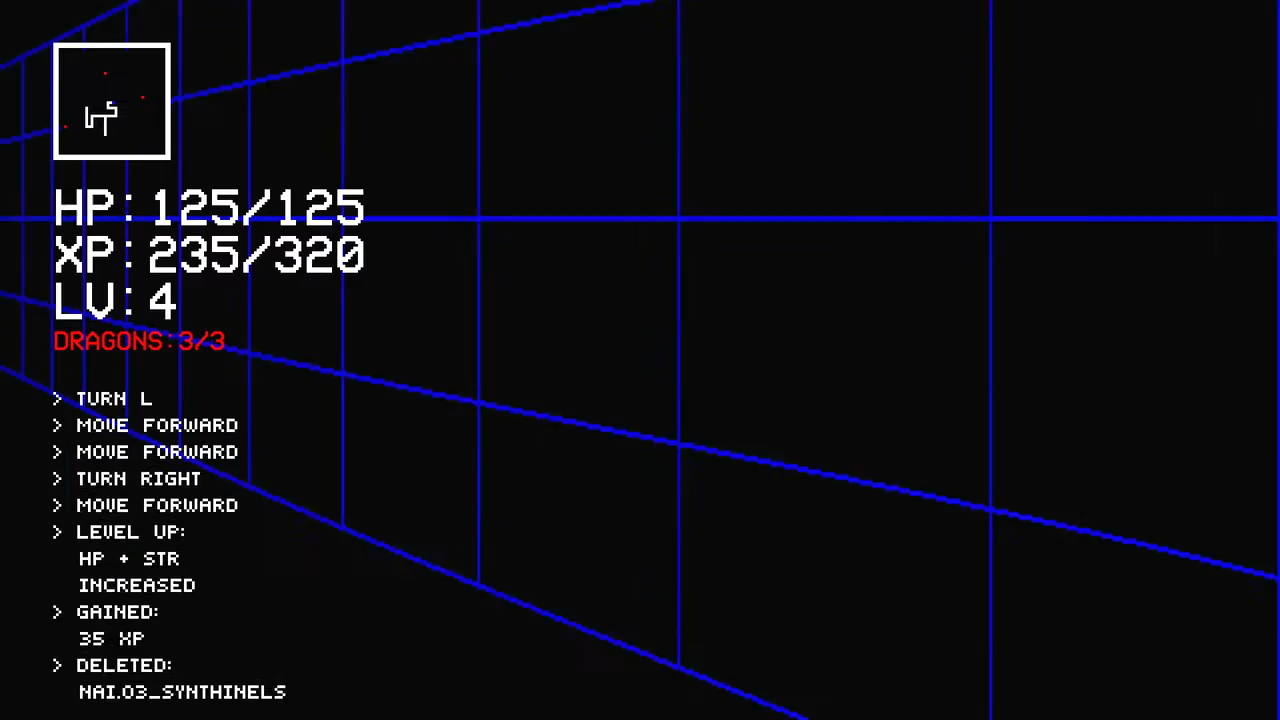 HP: 125/125
XP: 235/320
LV: 4
DRAGONS:3/3
> TURN L
> MOVE FORWARD
> MOVE FORWARD
> TURN RIGHT
> MOVE FORWARD
> LEVEL UP:
HP + STR
INCREASED
> GAINED:
35 XP
> DELETED:
NAI.03_SYNTHINELS